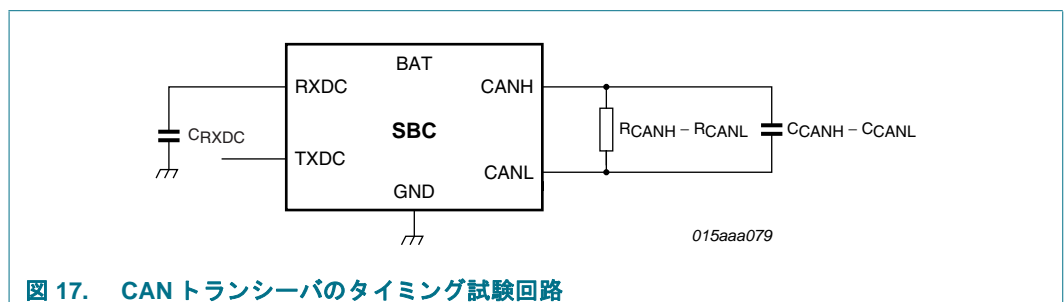 BAT
RXDC
CANH
CRXDC
SBC
RCANH − RCANL
CCANH − CCANL
TXDC
CANL
GND
015aaa079
図 17. CAN トランシーバのタイミング試験回路